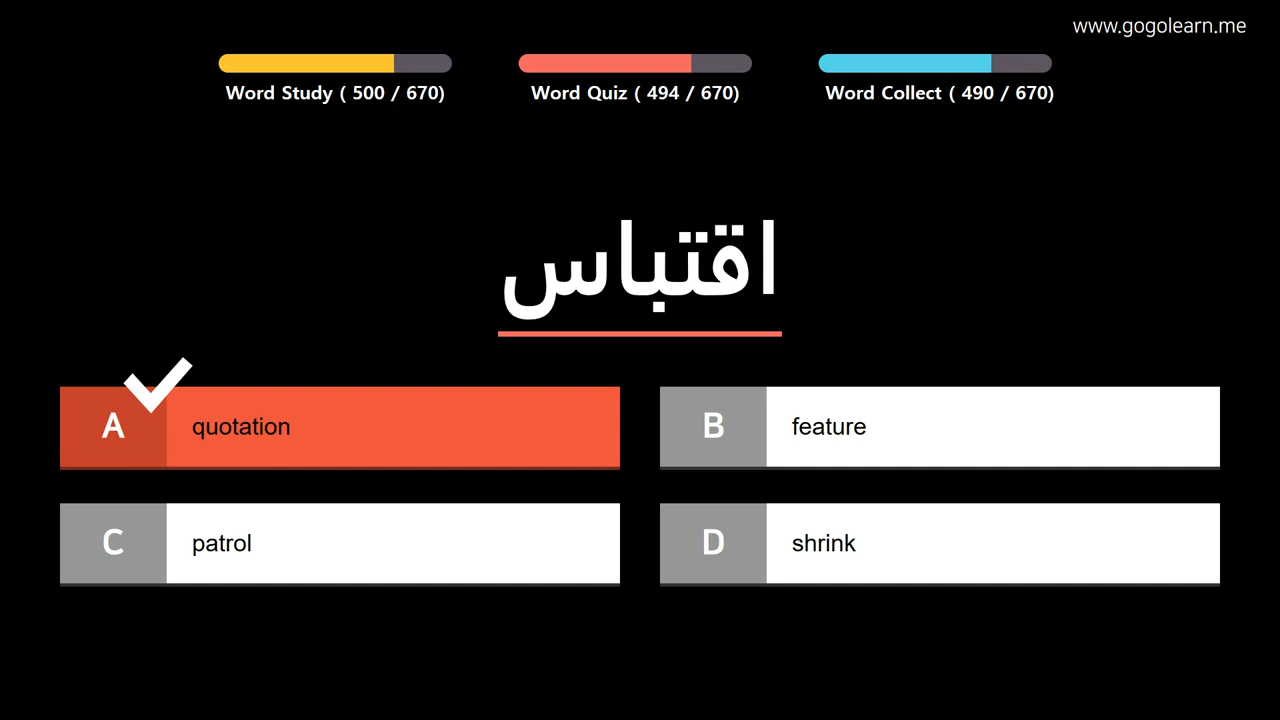 www.gogolearn.me
Word Study ( 500 / 670)
Word Quiz ( 494 / 670)
Word Collect ( 490 / 670)
اقتباس
A quotation
B feature
C patrol
D shrink